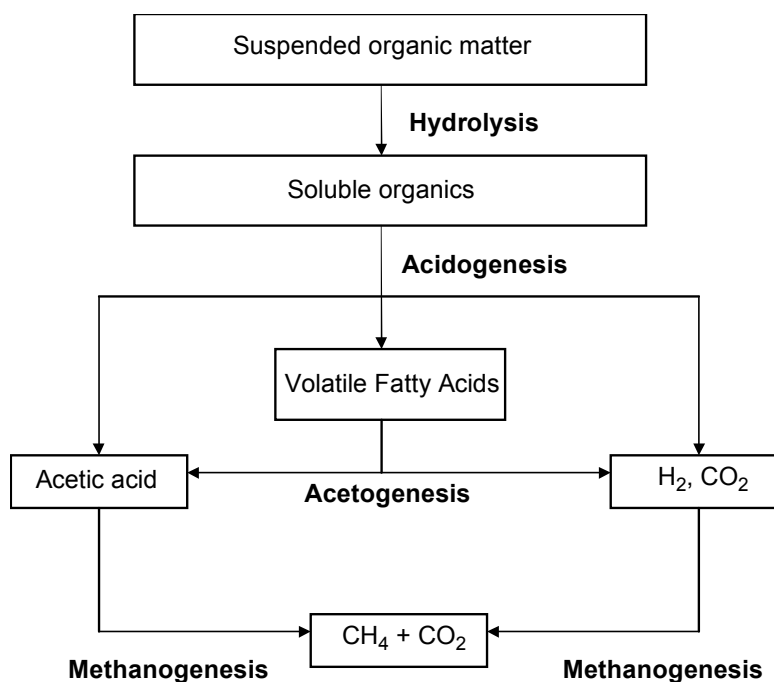 Suspended organic matter
Hydrolysis
Soluble organics
Acidogenesis
Volatile Fatty Acids
Acetic acid
Acetogenesis
H₂, CO₂
CH₄ + CO₂
Methanogenesis
Methanogenesis